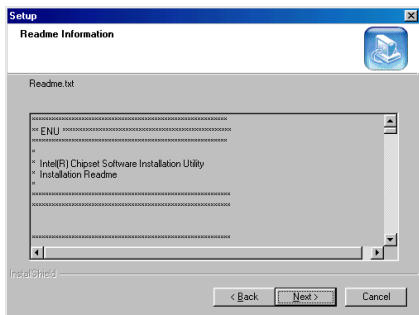 Setup
Readme Information
Readme.txt
** ENU **
*
* Intel(R) Chipset Software Installation Utility
* Installation Readme
*
InstallShield
< Back
Next >
Cancel